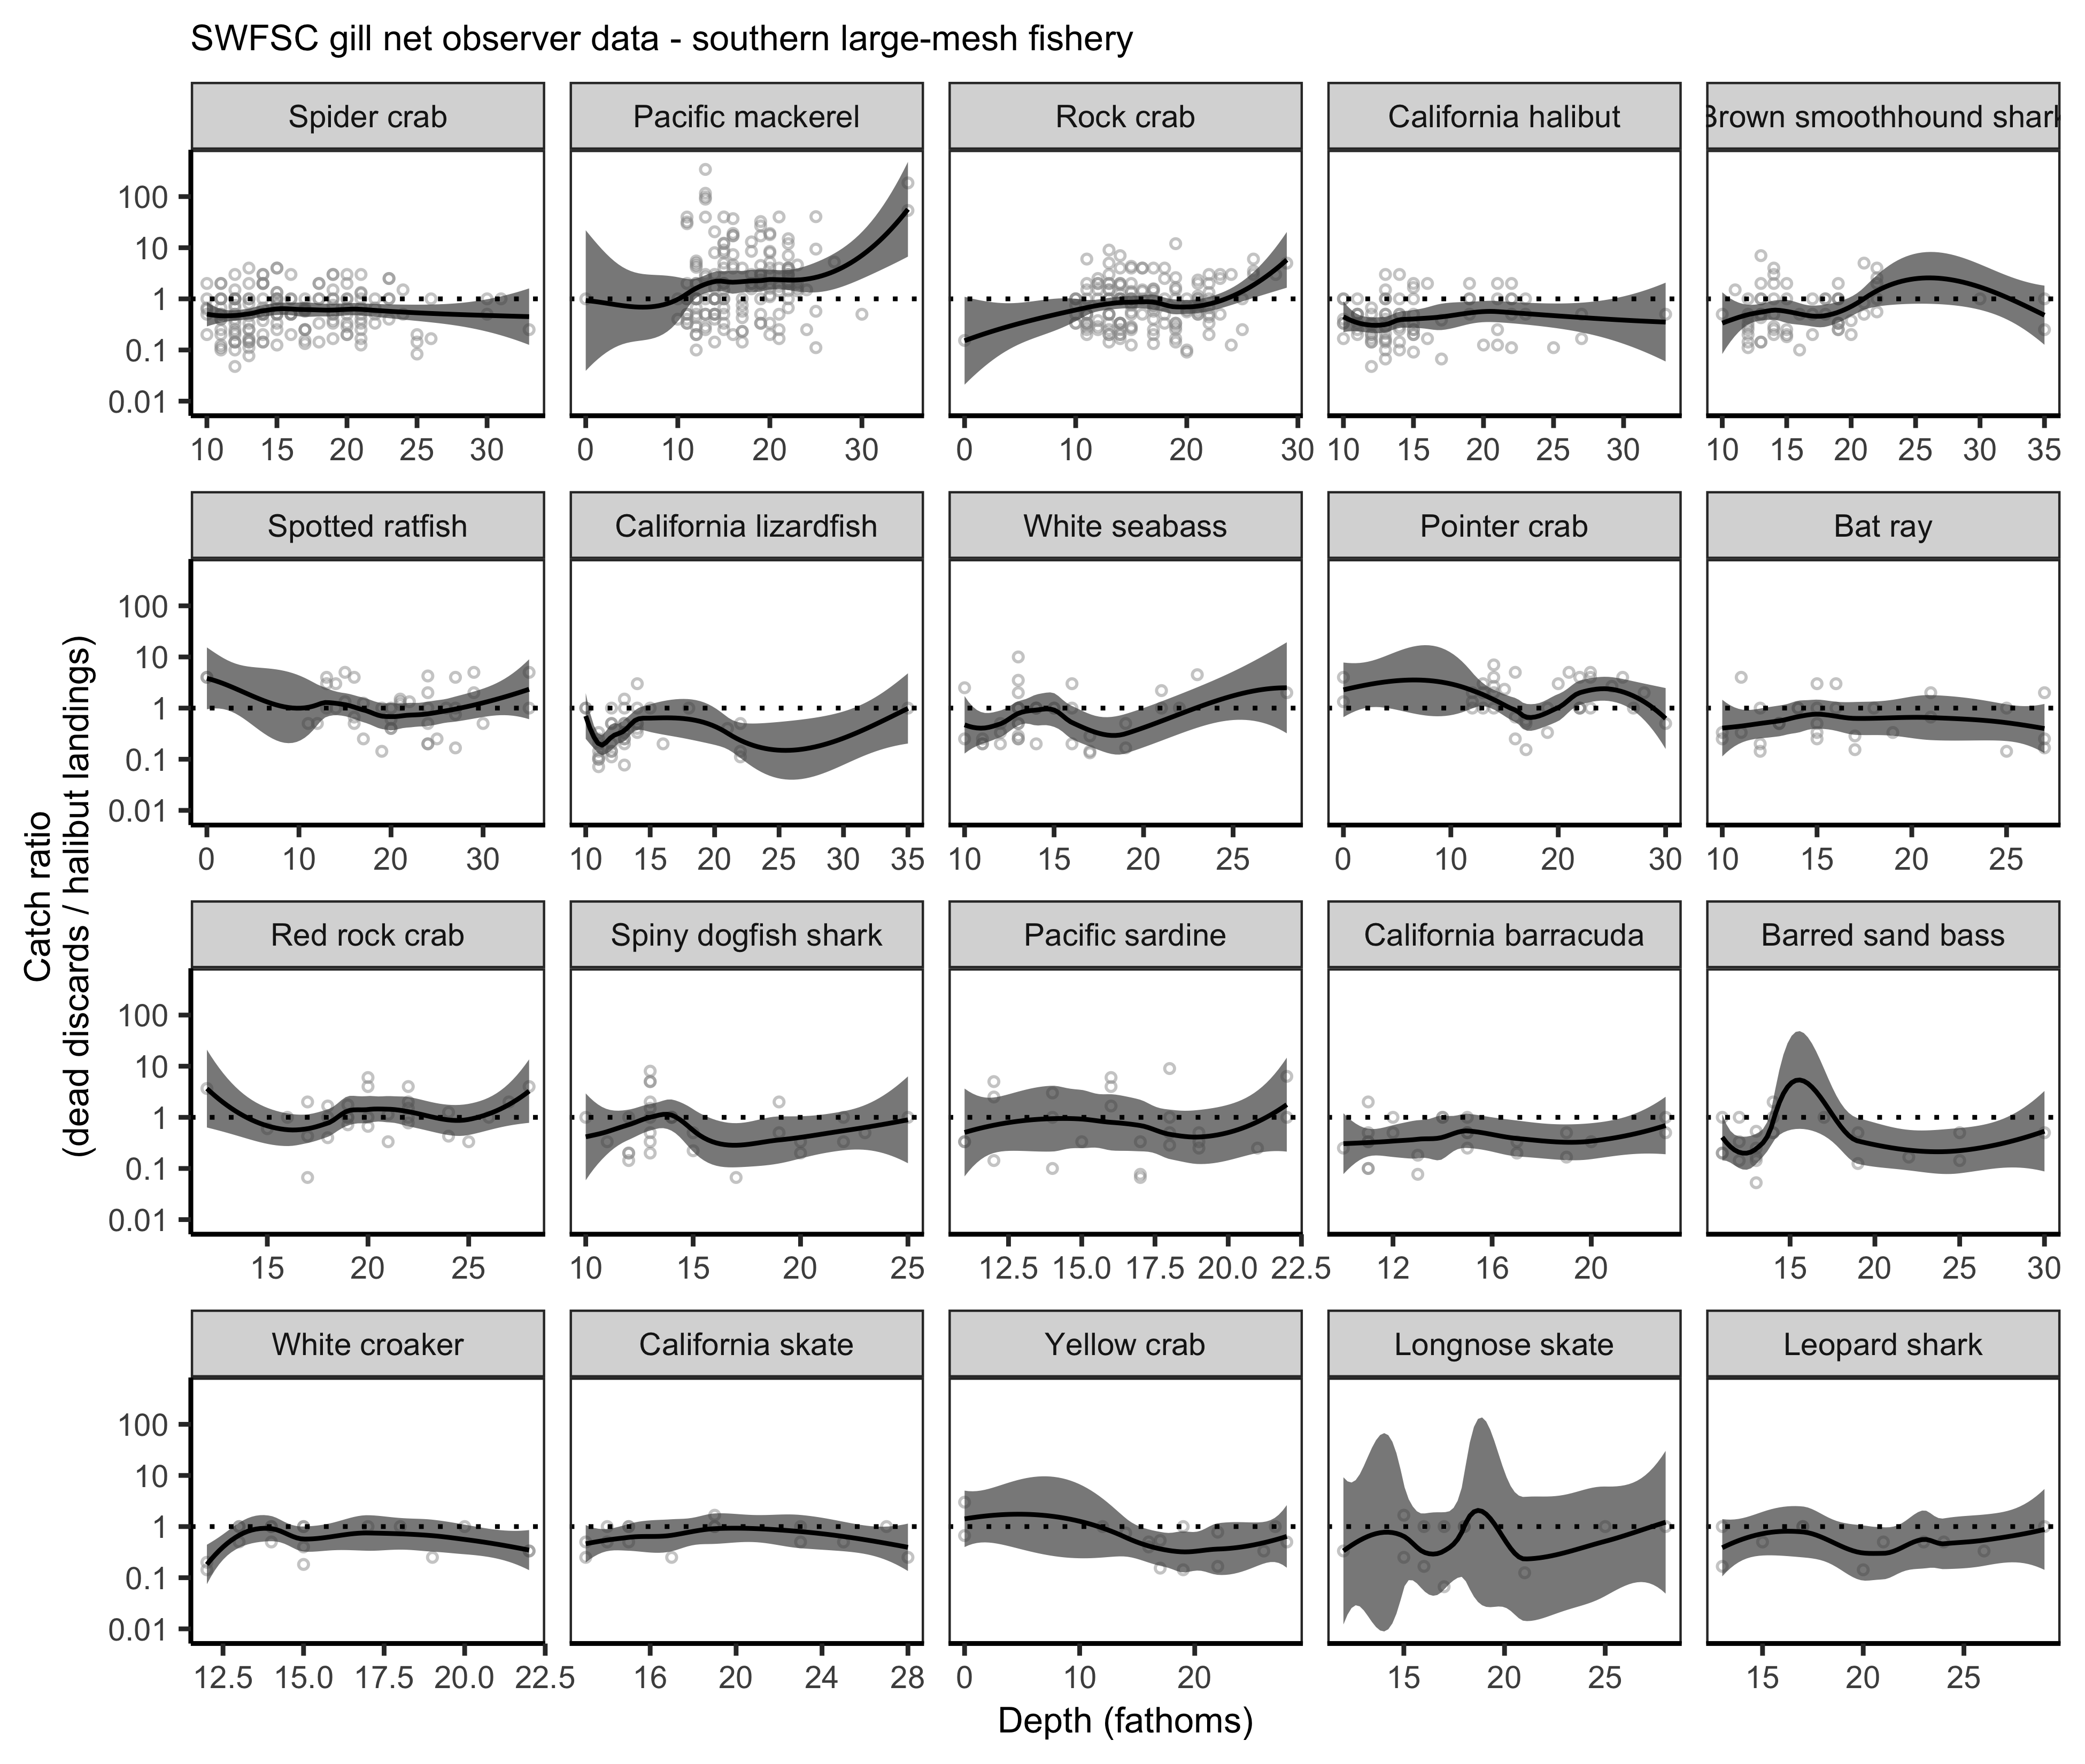 SWFSC gill net observer data - southern large-mesh fishery
Spider crab
Pacific mackerel
Rock crab
California halibut
Brown smoothhound shark
100
10
1
0.1
0.01
10 15 20 25 30
0 10 20 30
0 10 20 30
10 15 20 25 30
10 15 20 25 30 35
Spotted ratfish
California lizardfish
White seabass
Pointer crab
Bat ray
100
10
1
0.1
0.01
0 10 20 30
10 15 20 25 30 35
10 15 20 25
0 10 20 30
10 15 20 25
Catch ratio
(dead discards / halibut landings)
Red rock crab
Spiny dogfish shark
Pacific sardine
California barracuda
Barred sand bass
100
10
1
0.1
0.01
15 20 25
10 15 20 25
12.5 15.0 17.5 20.0 22.5
12 16 20
15 20 25 30
White croaker
California skate
Yellow crab
Longnose skate
Leopard shark
100
10
1
0.1
0.01
12.5 15.0 17.5 20.0 22.5
16 20 24 28
0 10 20
15 20 25
15 20 25
Depth (fathoms)